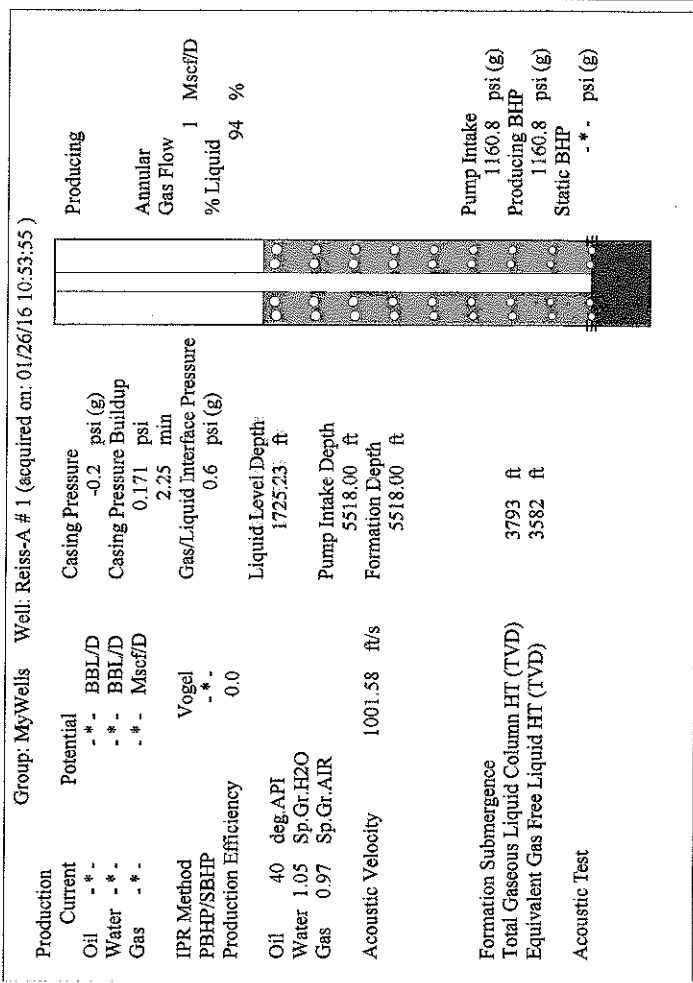 Group: MyWells Well: Reiss-A # 1 (acquired on: 01/26/16 10:53:55 )
Production
Current Potential
Oil - * - - * - BBL/D
Water - * - - * - BBL/D
Gas - * - - * - Mscf/D
IPR Method Vogel
PBHP/SBHP - * -
Production Efficiency 0.0
Oil 40 deg.API
Water 1.05 Sp.Gr.H2O
Gas 0.97 Sp.Gr.AIR
Acoustic Velocity 1001.58 ft/s
Formation Submergence
Total Gaseous Liquid Column HT (TVD) 3793 ft
Equivalent Gas Free Liquid HT (TVD) 3582 ft
Acoustic Test
Casing Pressure
-0.2 psi (g)
Casing Pressure Buildup
0.171 psi
2.25 min
Gas/Liquid Interface Pressure
0.6 psi (g)
Liquid Level Depth
1725.23 ft
Pump Intake Depth
5518.00 ft
Formation Depth
5518.00 ft
Producing
Annular
Gas Flow
1 Mscf/D
% Liquid
94 %
Pump Intake
1160.8 psi (g)
Producing BHP
1160.8 psi (g)
Static BHP
- * - psi (g)